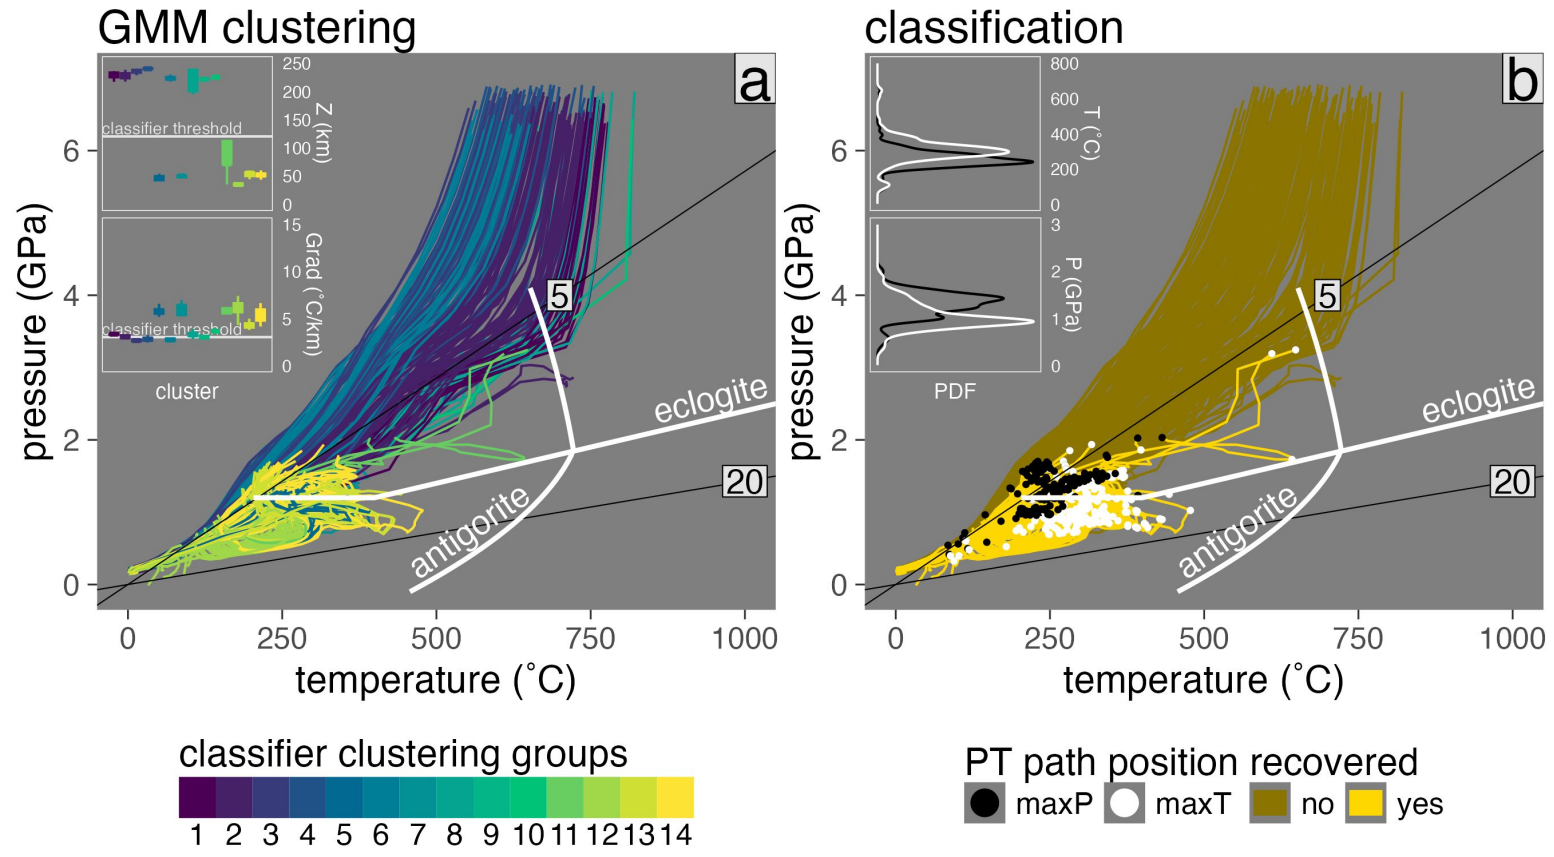 GMM clustering
classification
a
b
250
200
150
100
50
0
Z (km)
classifier threshold
15
10
5
0
Grad (˚C/km)
classifier threshold
cluster
800
600
400
200
0
T (˚C)
3
2
1
0
P (GPa)
PDF
5
20
eclogite
antigorite
5
20
eclogite
antigorite
pressure (GPa)
6
4
2
0
0 250 500 750 1000
temperature (˚C)
pressure (GPa)
6
4
2
0
0 250 500 750 1000
temperature (˚C)
classifier clustering groups
1 2 3 4 5 6 7 8 9 10 11 12 13 14
PT path position recovered
maxP maxT no yes